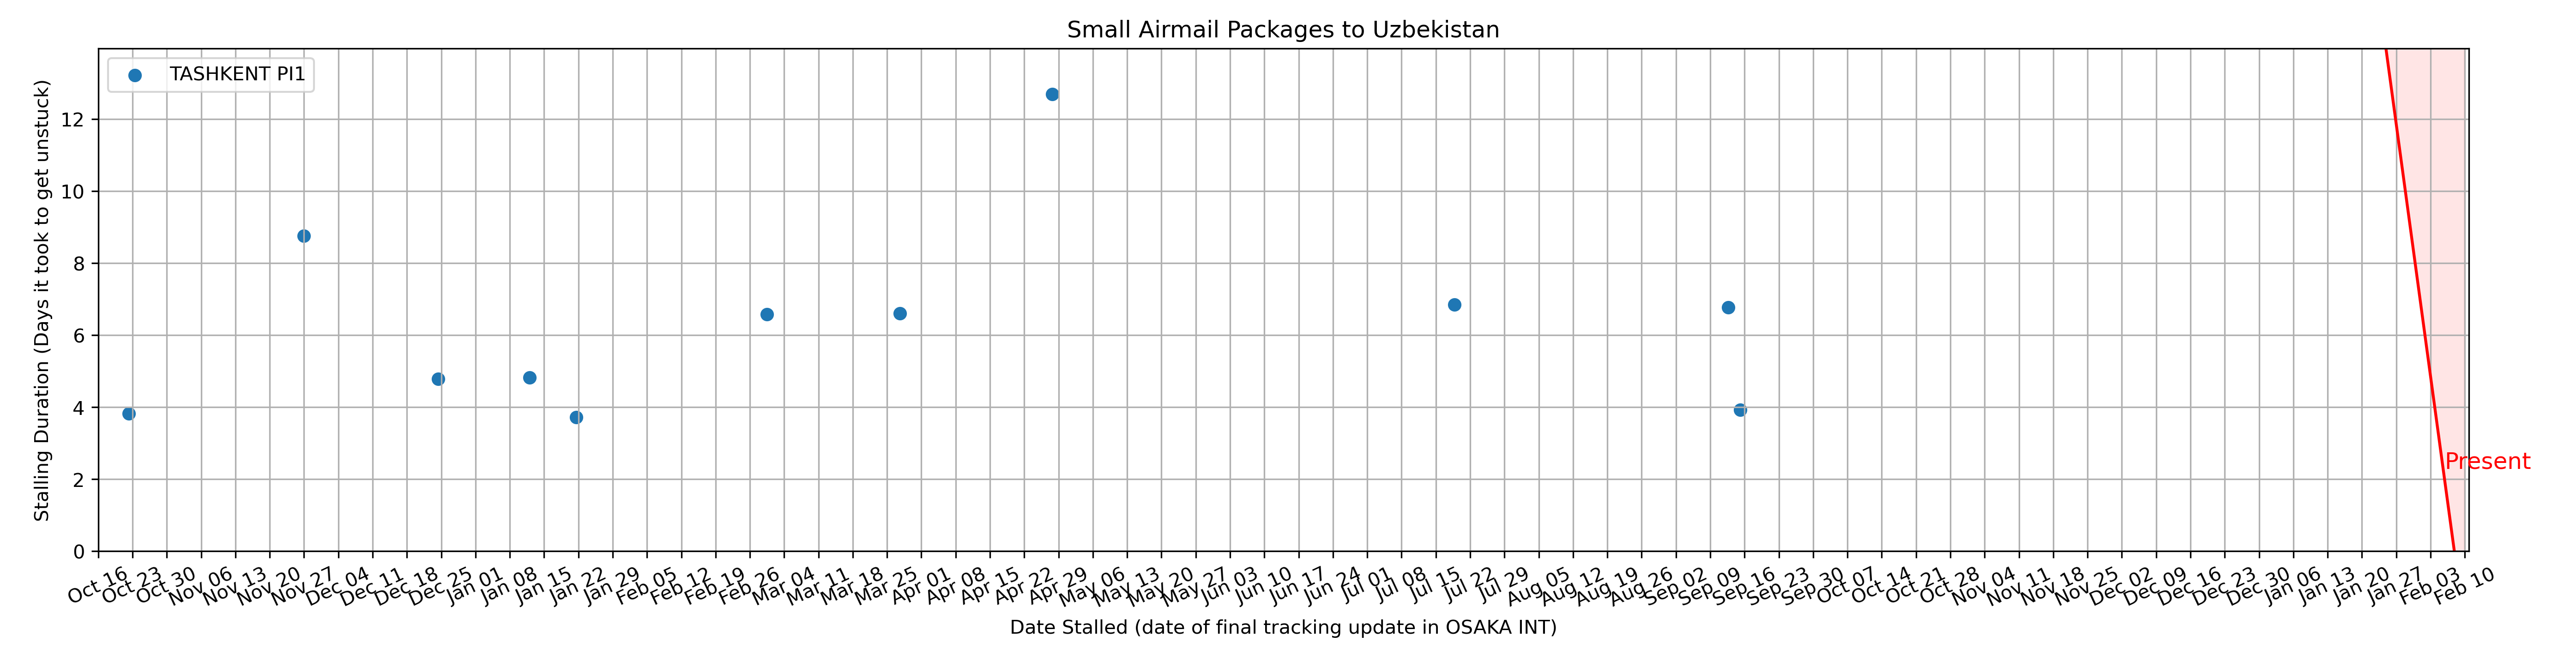 Small Airmail Packages to Uzbekistan
TASHKENT PI1
Stalling Duration (Days it took to get unstuck)
12
10
8
6
4
2
0
Present
Oct 16
Oct 23
Oct 30
Nov 06
Nov 13
Nov 20
Nov 27
Dec 04
Dec 11
Dec 18
Dec 25
Jan 01
Jan 08
Jan 15
Jan 22
Jan 29
Feb 05
Feb 12
Feb 19
Feb 26
Mar 04
Mar 11
Mar 18
Mar 25
Apr 01
Apr 08
Apr 15
Apr 22
Apr 29
May 06
May 13
May 20
May 27
Jun 03
Jun 10
Jun 17
Jun 24
Jul 01
Jul 08
Jul 15
Jul 22
Jul 29
Aug 05
Aug 12
Aug 19
Aug 26
Sep 02
Sep 09
Sep 16
Sep 23
Sep 30
Oct 07
Oct 14
Oct 21
Oct 28
Nov 04
Nov 11
Nov 18
Nov 25
Dec 02
Dec 09
Dec 16
Dec 23
Dec 30
Jan 06
Jan 13
Jan 20
Jan 27
Feb 03
Feb 10
Date Stalled (date of final tracking update in OSAKA INT)